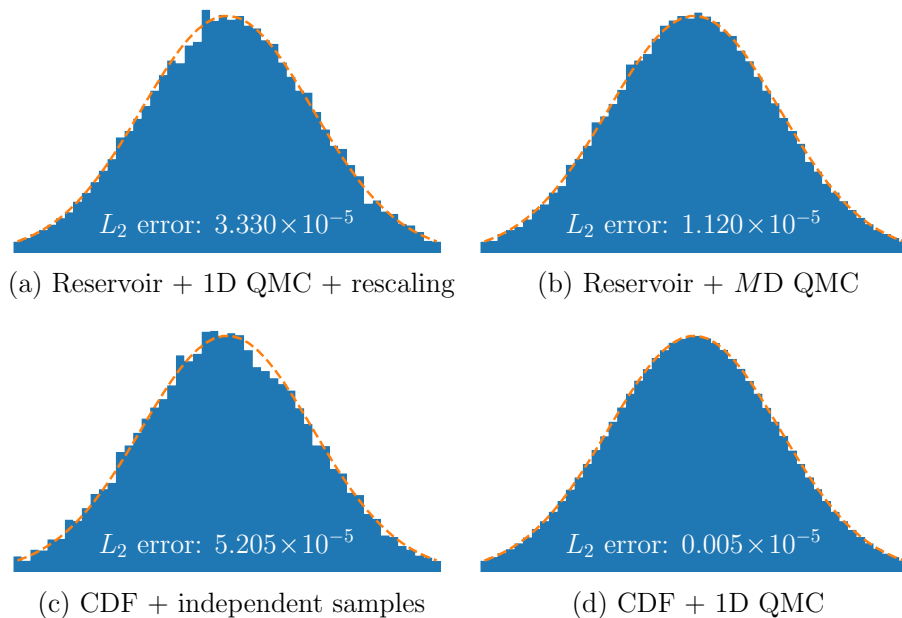 L₂ error: 3.330×10⁻⁵
L₂ error: 1.120×10⁻⁵
(a) Reservoir + 1D QMC + rescaling
(b) Reservoir + MD QMC
L₂ error: 5.205×10⁻⁵
L₂ error: 0.005×10⁻⁵
(c) CDF + independent samples
(d) CDF + 1D QMC